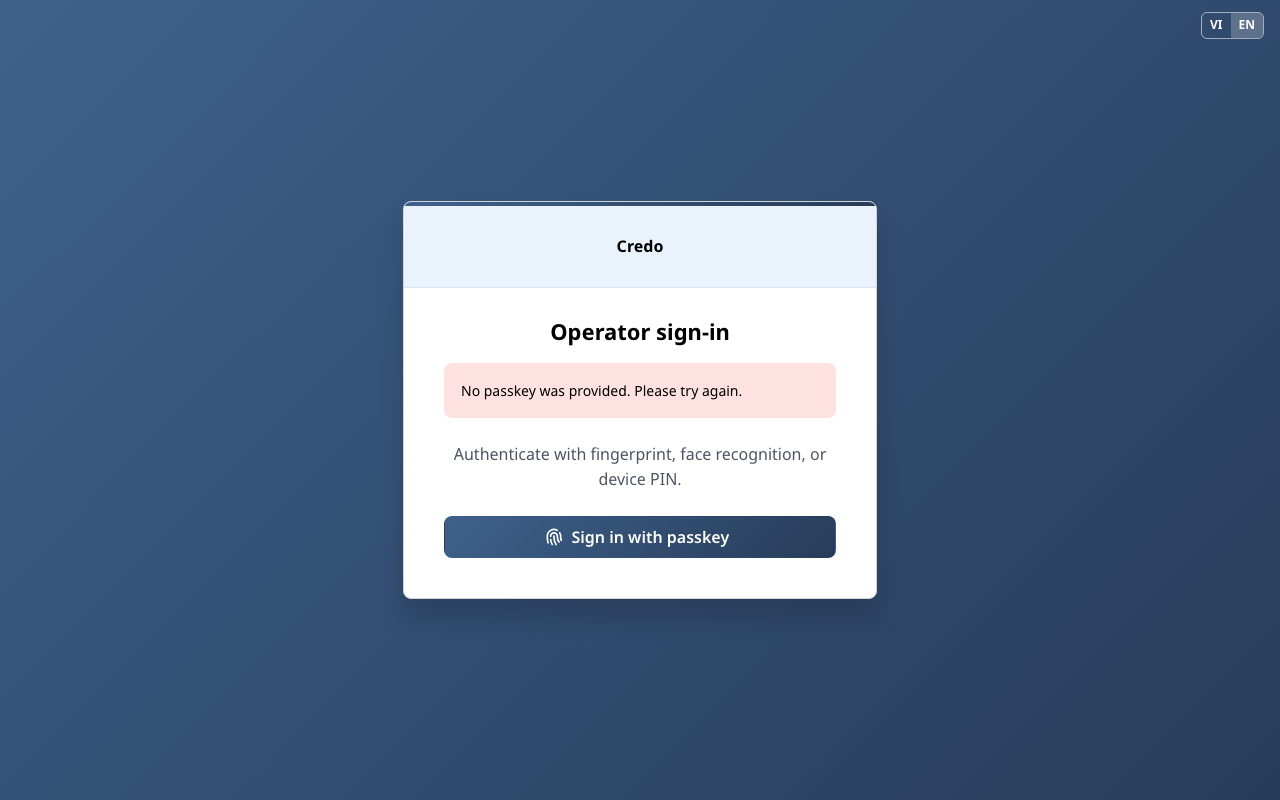 VI EN
Credo
Operator sign-in
No passkey was provided. Please try again.
Authenticate with fingerprint, face recognition, or
device PIN.
Sign in with passkey